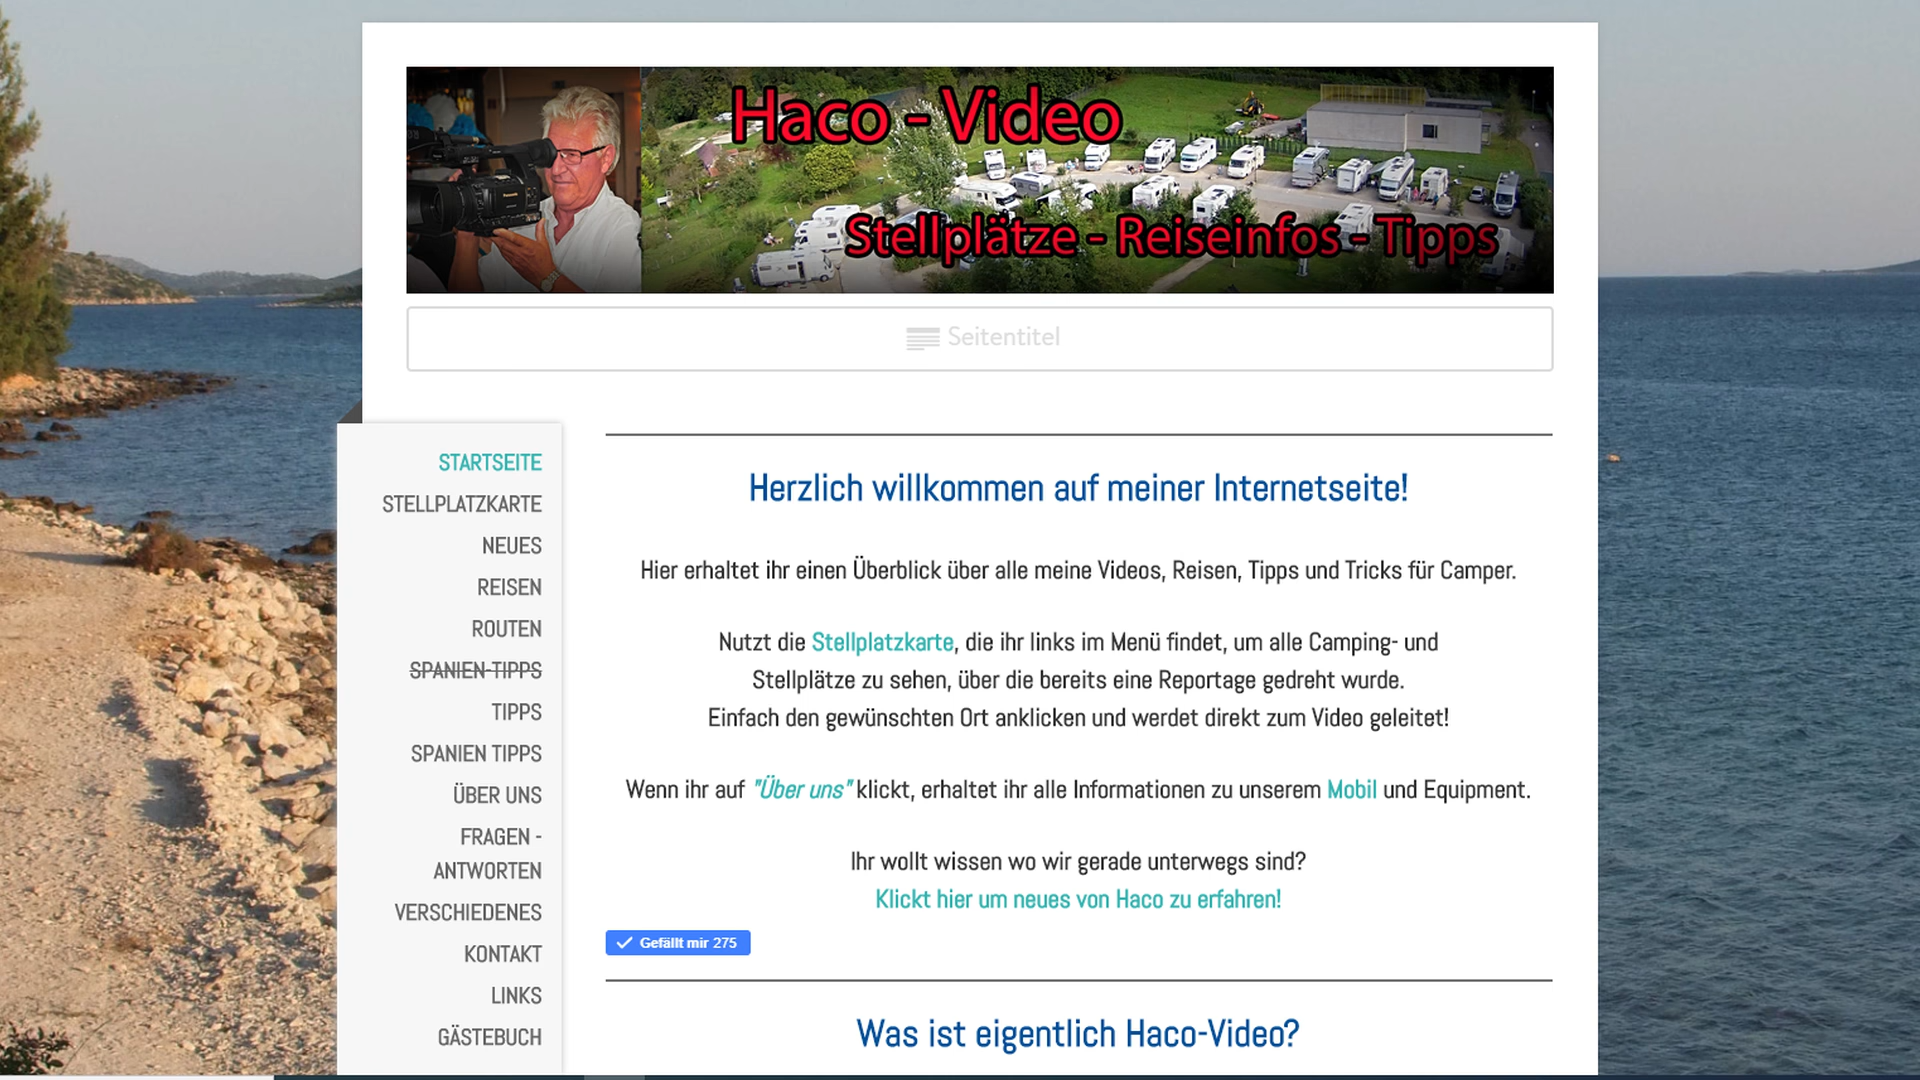 Haco - Video
Stellplätze - Reiseinfos - Tipps
Panasonic
Seitentitel
STARTSEITE
STELLPLATZKARTE
NEUES
REISEN
ROUTEN
SPANIEN-TIPPS
TIPPS
SPANIEN TIPPS
ÜBER UNS
FRAGEN -
ANTWORTEN
VERSCHIEDENES
KONTAKT
LINKS
GÄSTEBUCH
Herzlich willkommen auf meiner Internetseite!
Hier erhaltet ihr einen Überblick über alle meine Videos, Reisen, Tipps und Tricks für Camper.
Nutzt die Stellplatzkarte, die ihr links im Menü findet, um alle Camping- und
Stellplätze zu sehen, über die bereits eine Reportage gedreht wurde.
Einfach den gewünschten Ort anklicken und werdet direkt zum Video geleitet!
Wenn ihr auf "Über uns" klickt, erhaltet ihr alle Informationen zu unserem Mobil und Equipment.
Ihr wollt wissen wo wir gerade unterwegs sind?
Klickt hier um neues von Haco zu erfahren!
Gefällt mir 275
Was ist eigentlich Haco-Video?